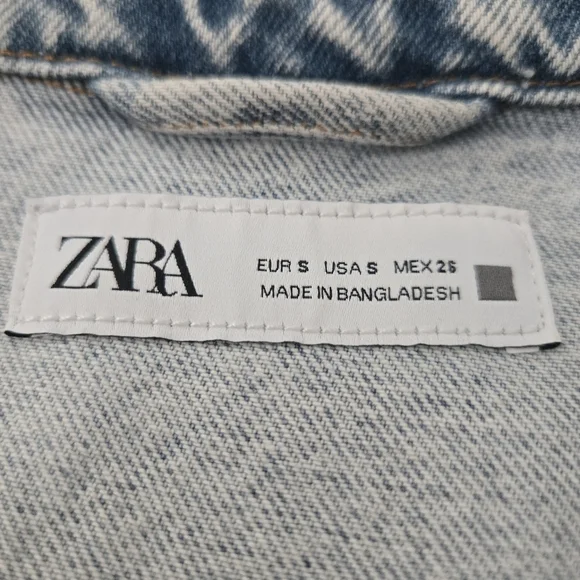 ZARA
EUR S USA S MEX 26
MADE IN BANGLADESH